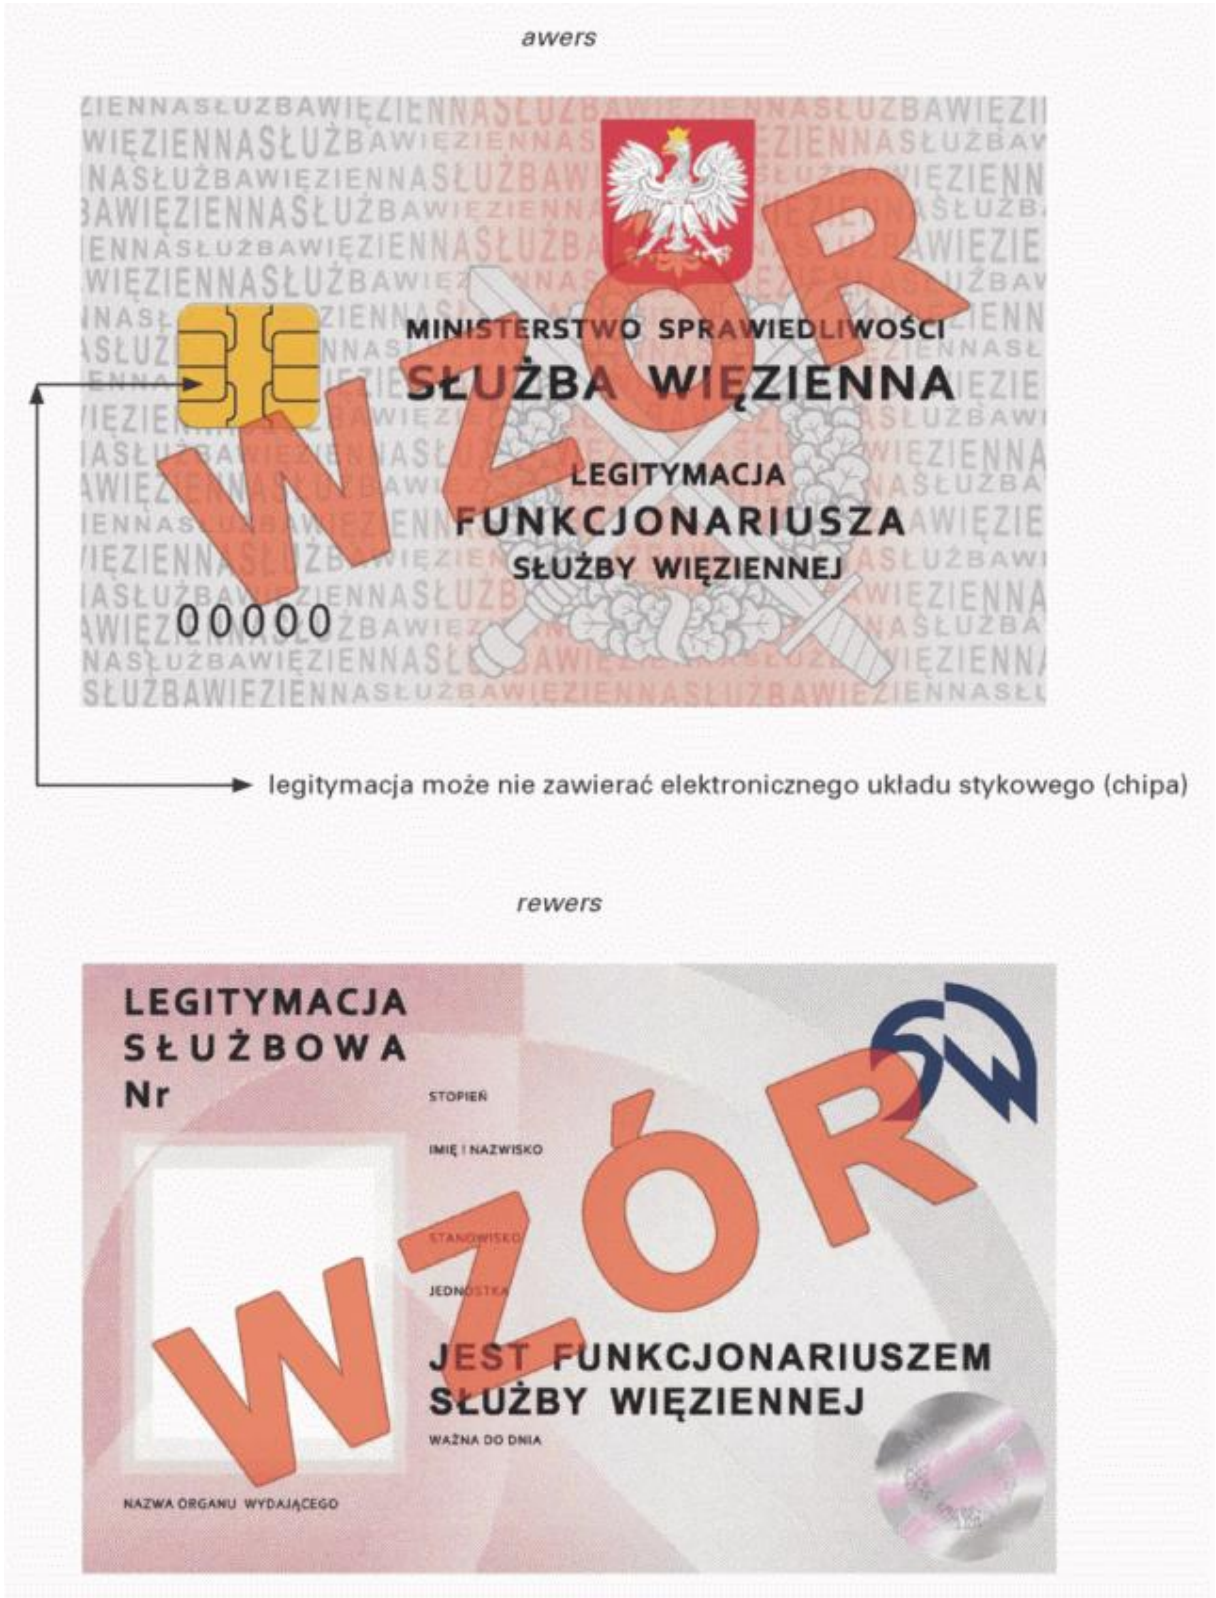 awers
MINISTERSTWO SPRAWIEDLIWOŚCI
SŁUŻBA WIĘZIENNA
LEGITYMACJA
FUNKCJONARIUSZA
SŁUŻBY WIĘZIENNEJ
00000
WZÓR
legitymacja może nie zawierać elektronicznego układu stykowego (chipa)
rewers
LEGITYMACJA
SŁUŻBOWA
Nr
SW
STOPIEŃ
IMIĘ I NAZWISKO
STANOWISKO
JEDNOSTKA
JEST FUNKCJONARIUSZEM
SŁUŻBY WIĘZIENNEJ
WAŻNA DO DNIA
NAZWA ORGANU WYDAJĄCEGO
WZÓR